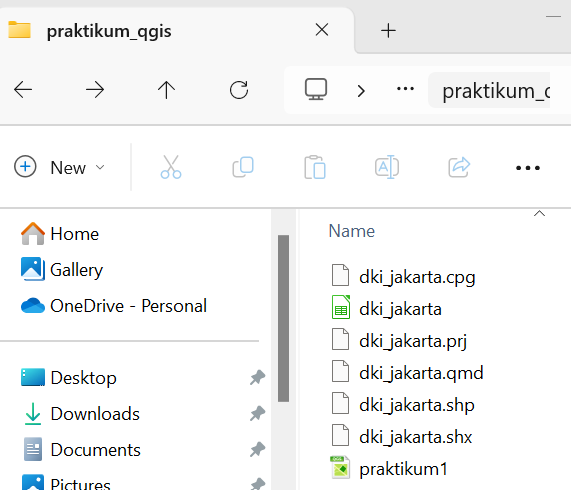 praktikum_qgis
praktikum_q
New
Home
Gallery
OneDrive - Personal
Desktop
Downloads
Documents
Pictures
Name
dki_jakarta.cpg
dki_jakarta
dki_jakarta.prj
dki_jakarta.qmd
dki_jakarta.shp
dki_jakarta.shx
praktikum1